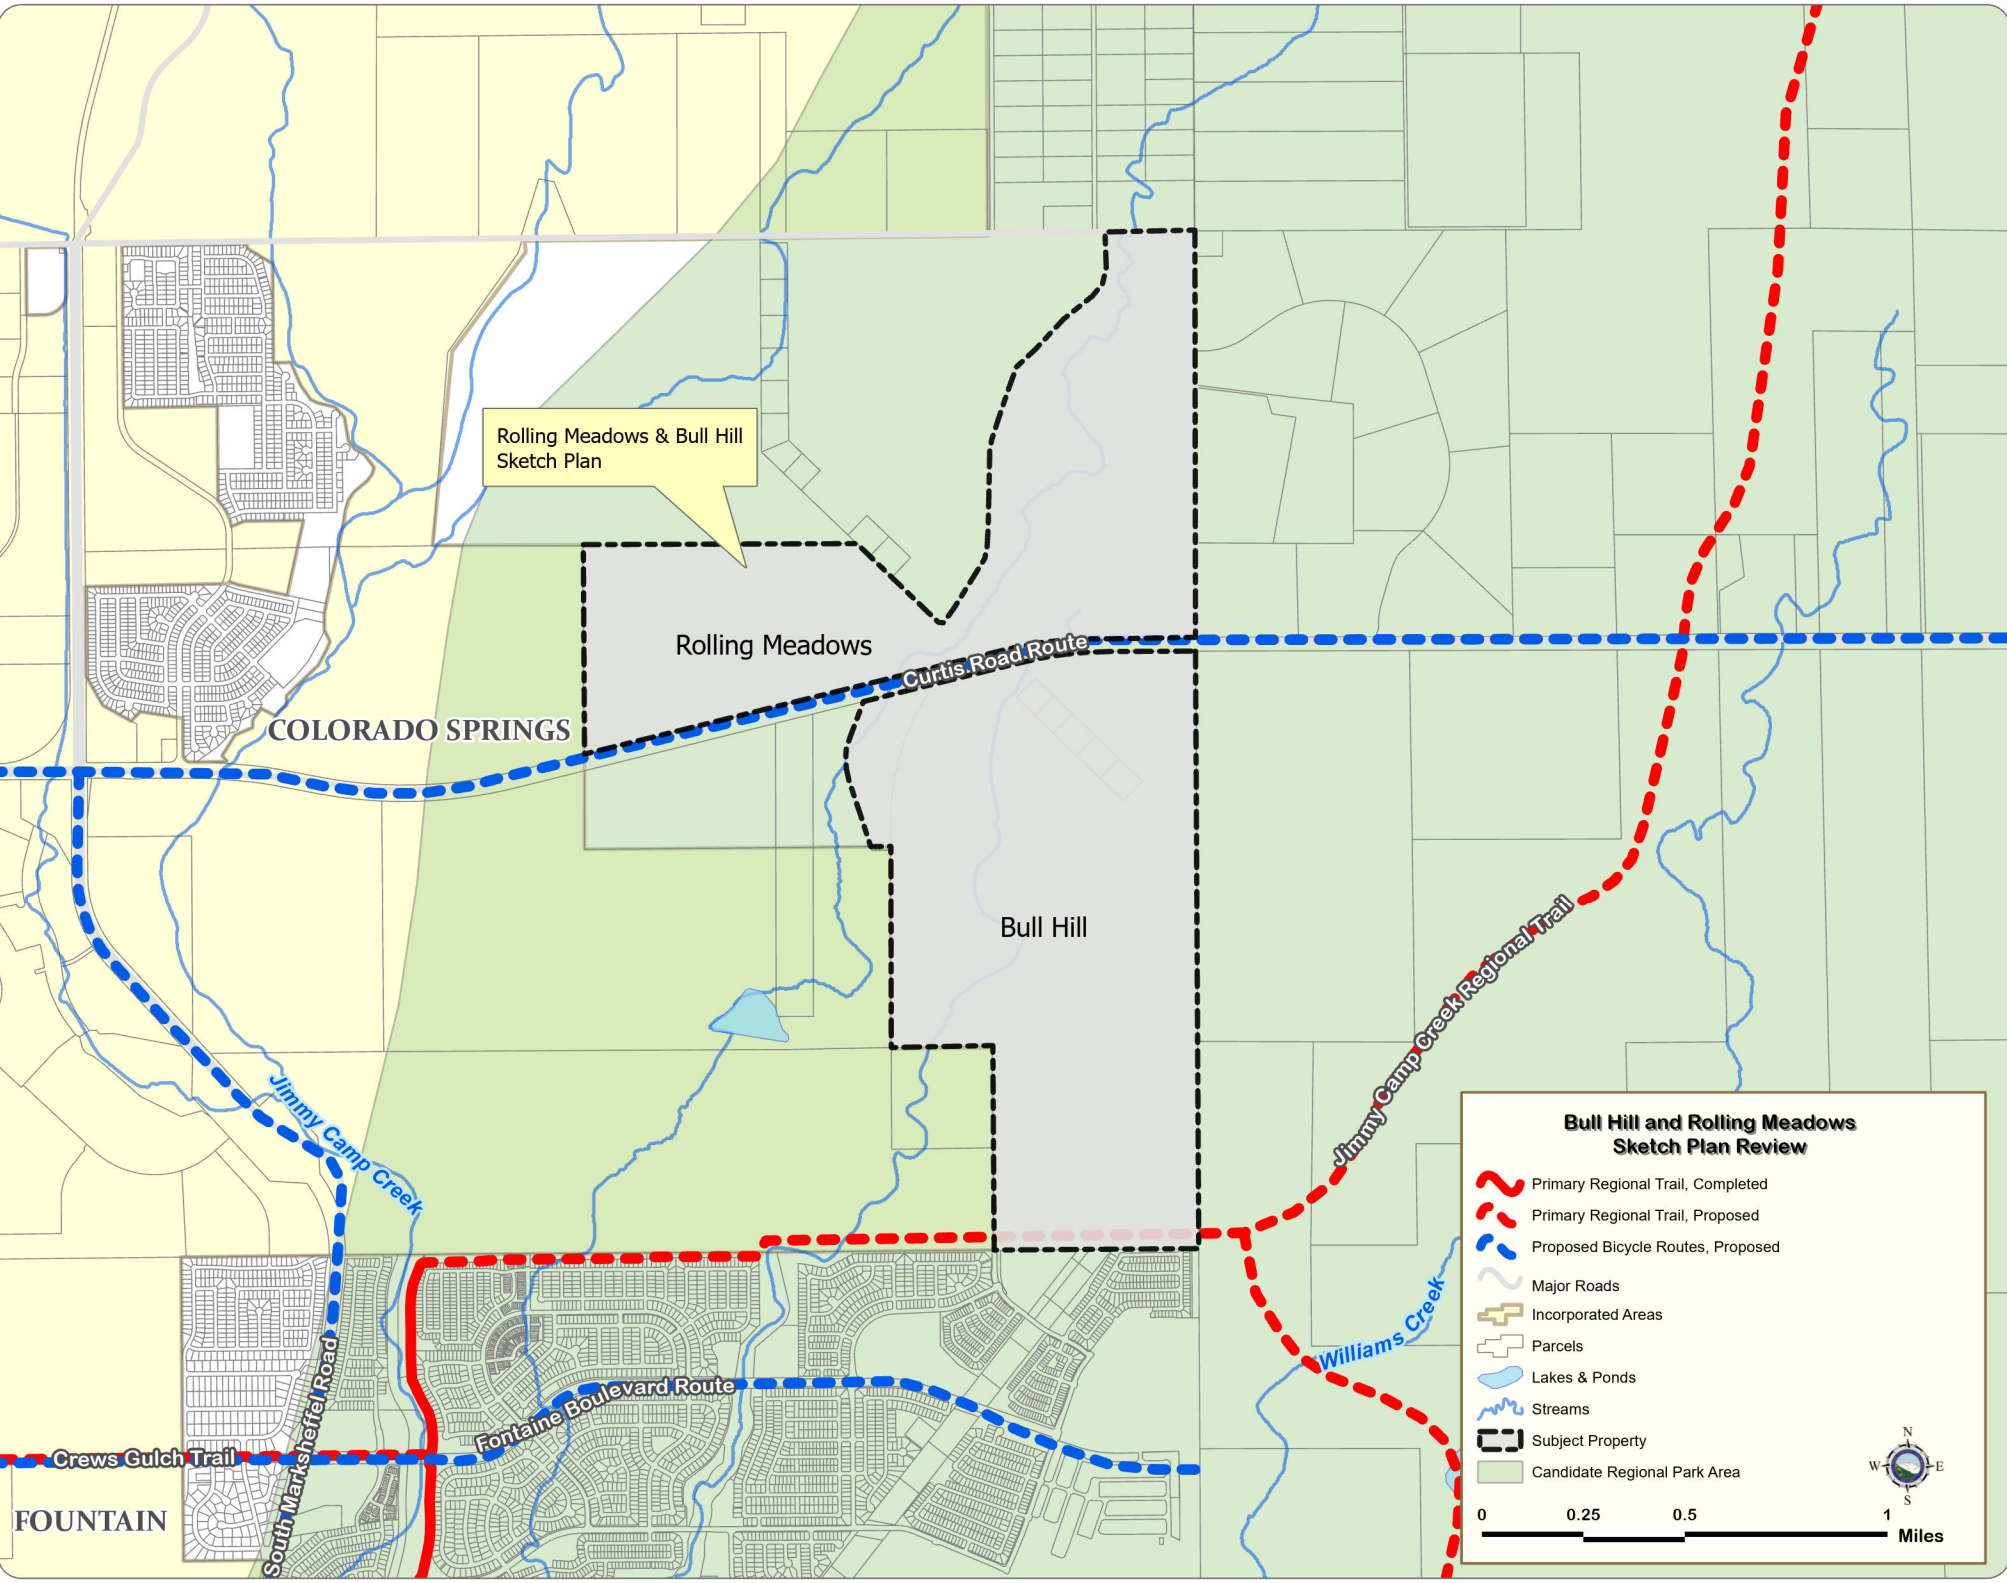 Rolling Meadows & Bull Hill
Sketch Plan
Rolling Meadows
Curtis Road Route
COLORADO SPRINGS
Bull Hill
Jimmy Camp Creek Regional Trail
Jimmy Camp Creek
Williams Creek
South Marksheffel Road
Fontaine Boulevard Route
Crews Gulch Trail
FOUNTAIN
Bull Hill and Rolling Meadows
Sketch Plan Review
Primary Regional Trail, Completed
Primary Regional Trail, Proposed
Proposed Bicycle Routes, Proposed
Major Roads
Incorporated Areas
Parcels
Lakes & Ponds
Streams
Subject Property
Candidate Regional Park Area
N
W E
S
0 0.25 0.5 1
Miles